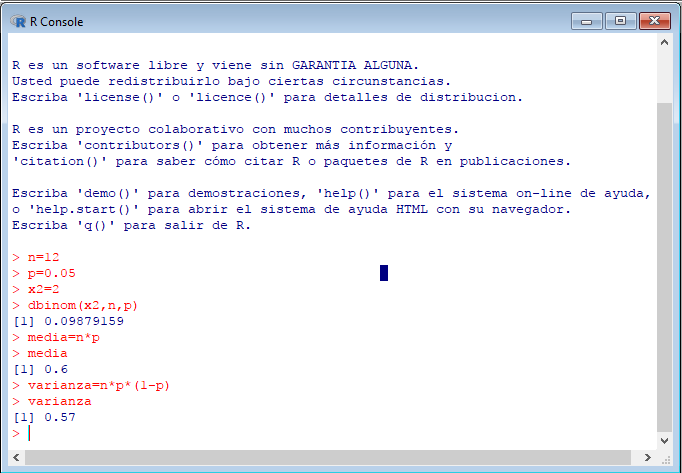 R Console
R es un software libre y viene sin GARANTIA ALGUNA.
Usted puede redistribuirlo bajo ciertas circunstancias.
Escriba 'license()' o 'licence()' para detalles de distribucion.
R es un proyecto colaborativo con muchos contribuyentes.
Escriba 'contributors()' para obtener más información y
'citation()' para saber cómo citar R o paquetes de R en publicaciones.
Escriba 'demo()' para demostraciones, 'help()' para el sistema on-line de ayuda,
o 'help.start()' para abrir el sistema de ayuda HTML con su navegador.
Escriba 'q()' para salir de R.
> n=12
> p=0.05
> x2=2
> dbinom(x2,n,p)
[1] 0.09879159
> media=n*p
> media
[1] 0.6
> varianza=n*p*(1-p)
> varianza
[1] 0.57
>